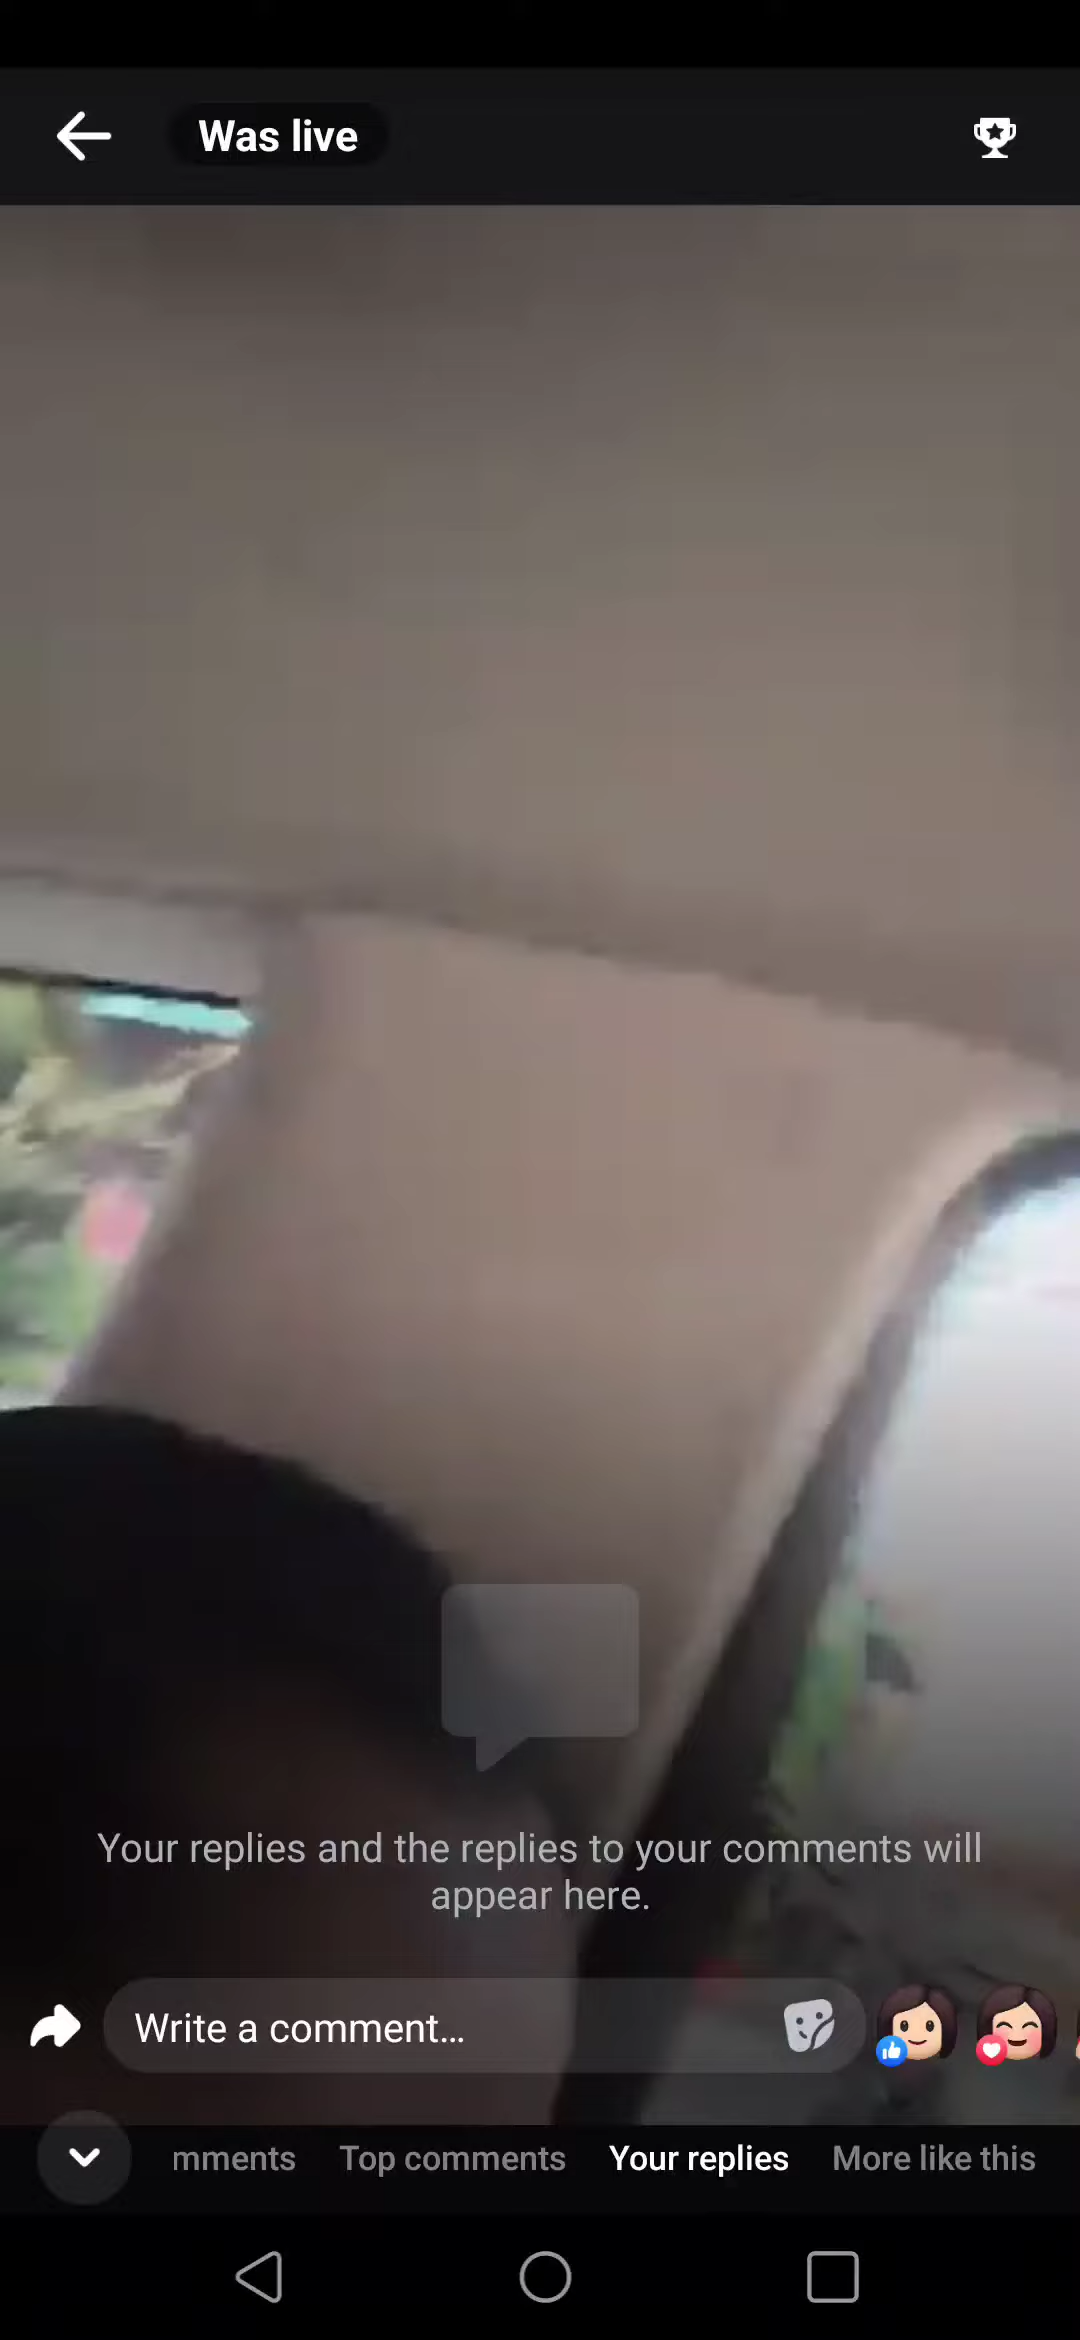 Was live
Your replies and the replies to your comments will
appear here.
Write a comment...
mments
Top comments
Your replies
More like this